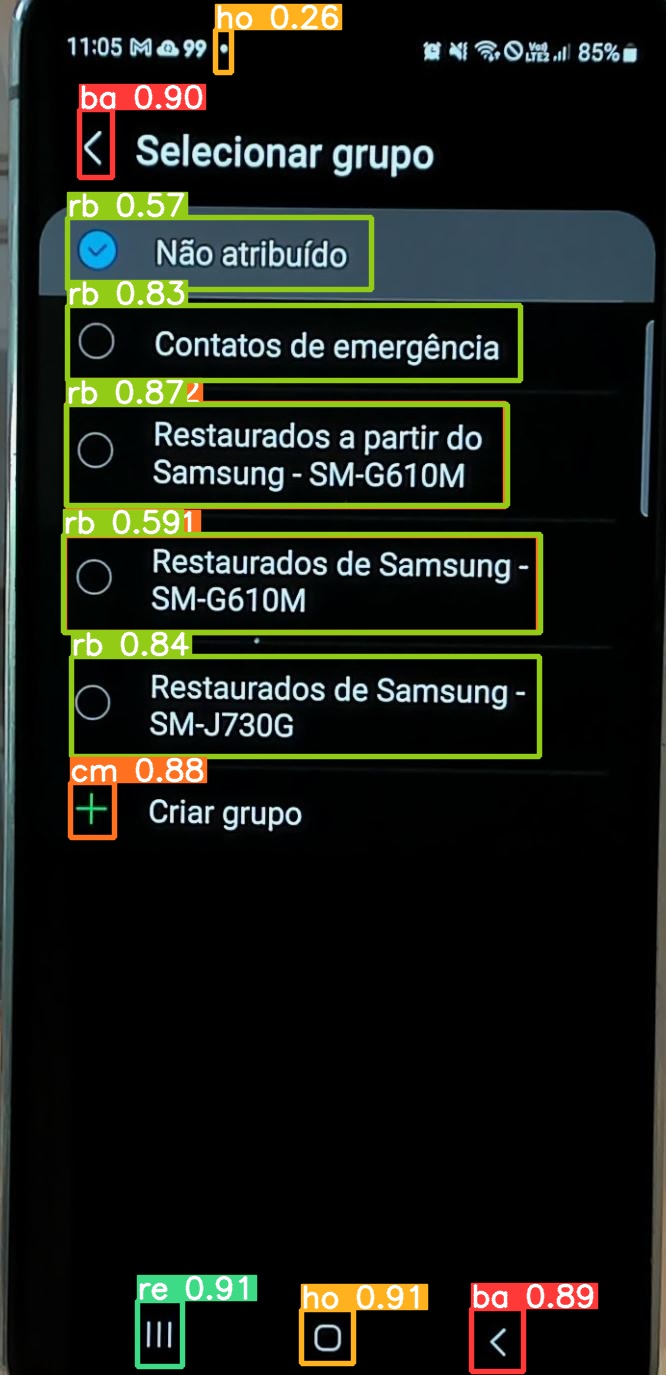 ho 0.26
11:05 99
85%
ba 0.90
Selecionar grupo
rb 0.57
Não atribuído
rb 0.83
Contatos de emergência
rb 0.872
Restaurados a partir do
Samsung - SM-G610M
rb 0.591
Restaurados de Samsung -
SM-G610M
rb 0.84
Restaurados de Samsung -
SM-J730G
cm 0.88
Criar grupo
re 0.91
ho 0.91
ba 0.89